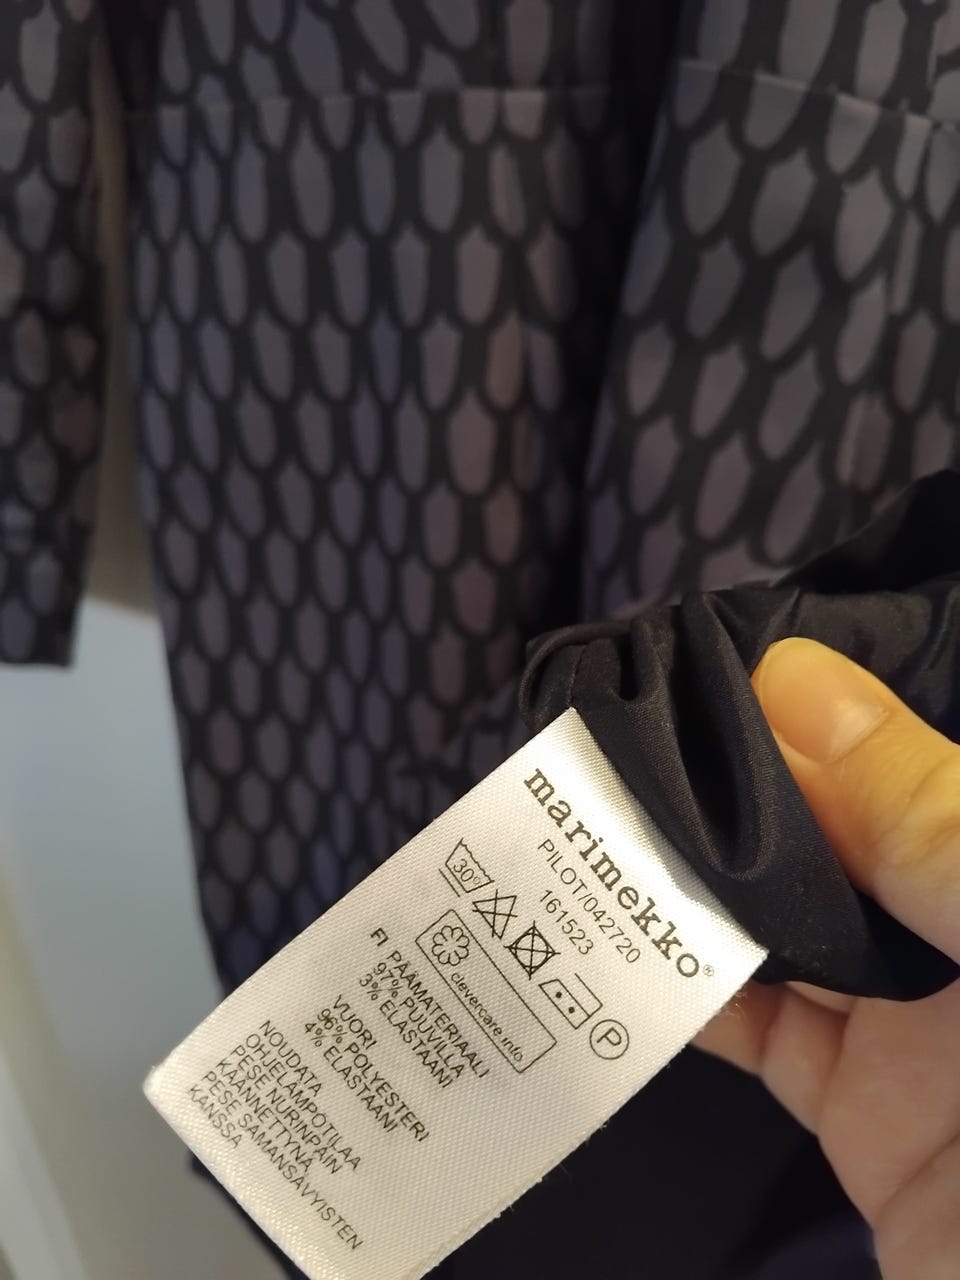 marimekko®
PILOT/042720
161523
30°
P
clevercare.info
FI PÄÄMATERIAALI
97% PUUVILLA
3% ELASTAANI
VUORI
96% POLYESTERI
4% ELASTAANI
NOUDATA
OHJELÄMPÖTILAA
PESE NURINPÄIN
KÄÄNNETTYNÄ
PESE SAMANSÄVYISTEN
KANSSA